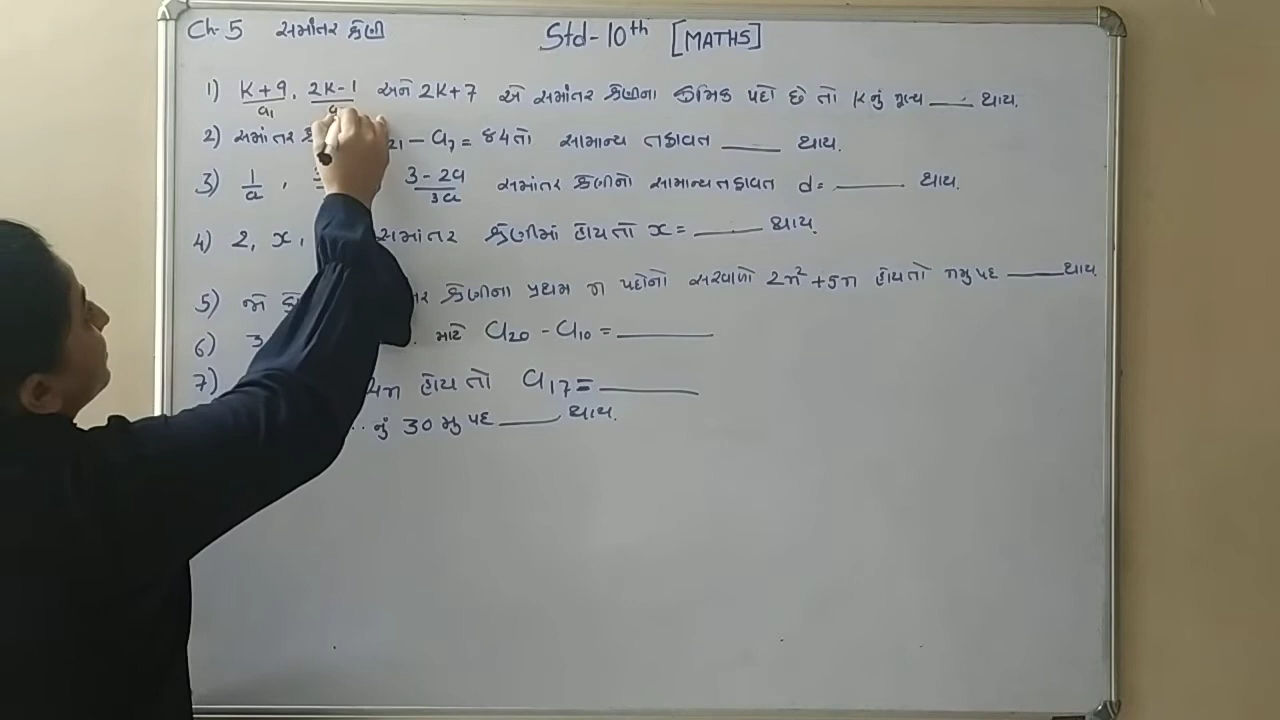 Ch-5 સમાંતર શ્રેણી
Std-10th [MATHS]
1) K+9, 2K-1 અને 2K+7 એ સમાંતર શ્રેણીના ક્રમિક પદો છે તો K નું મૂલ્ય ____ થાય.
a1
2) સમાંતર 21 - a7 = 84 તો સામાન્ય તફાવત ____ થાય.
3) 1/a, 3-2a/3a સમાંતર શ્રેણીનો સામાન્ય તફાવત d= ____ થાય.
4) 2, x, સમાંતર શ્રેણીમાં હોય તો x = ____ થાય.
5) જો શ્રેણીના પ્રથમ n પદોનો સરવાળો 2n²+5n હોય તો nમુ પદ ____ થાય.
6) 3 માટે a20 - a10 = ____
7) હોય તો a17 = ____
નું 30 મુ પદ ____ થાય.